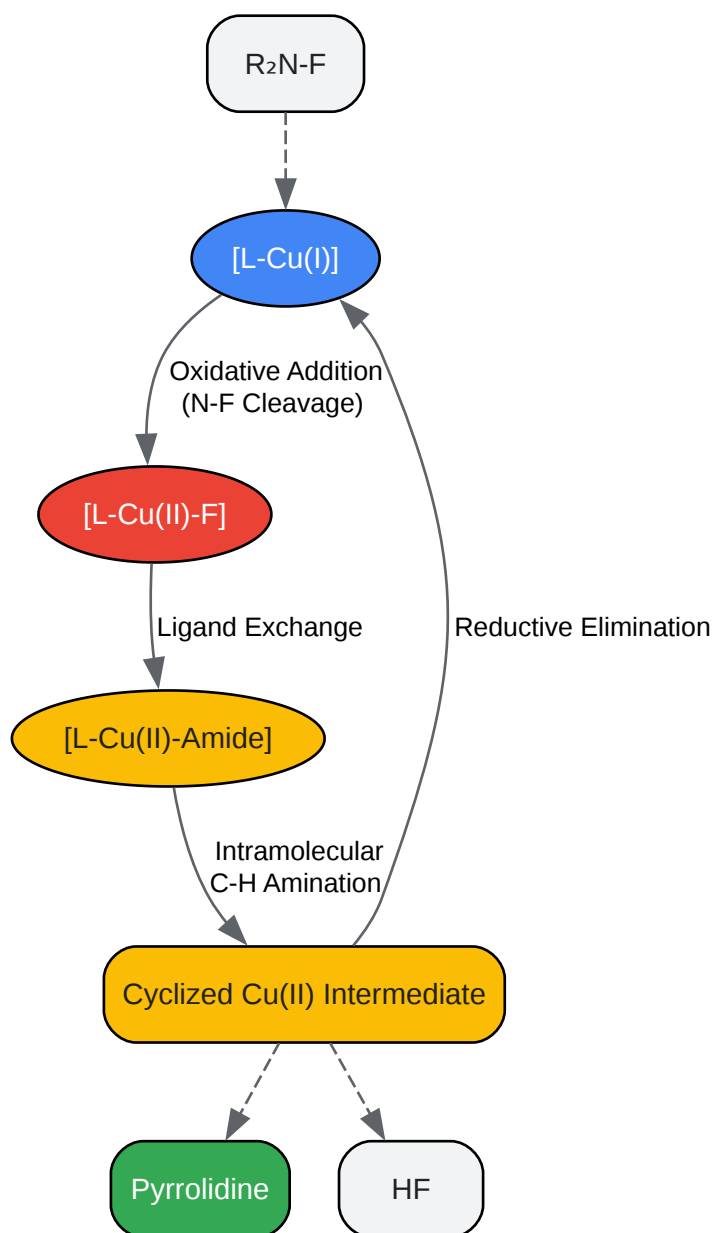 R₂N-F
[L-Cu(I)]
Oxidative Addition
(N-F Cleavage)
[L-Cu(II)-F]
Ligand Exchange
Reductive Elimination
[L-Cu(II)-Amide]
Intramolecular
C-H Amination
Cyclized Cu(II) Intermediate
Pyrrolidine
HF